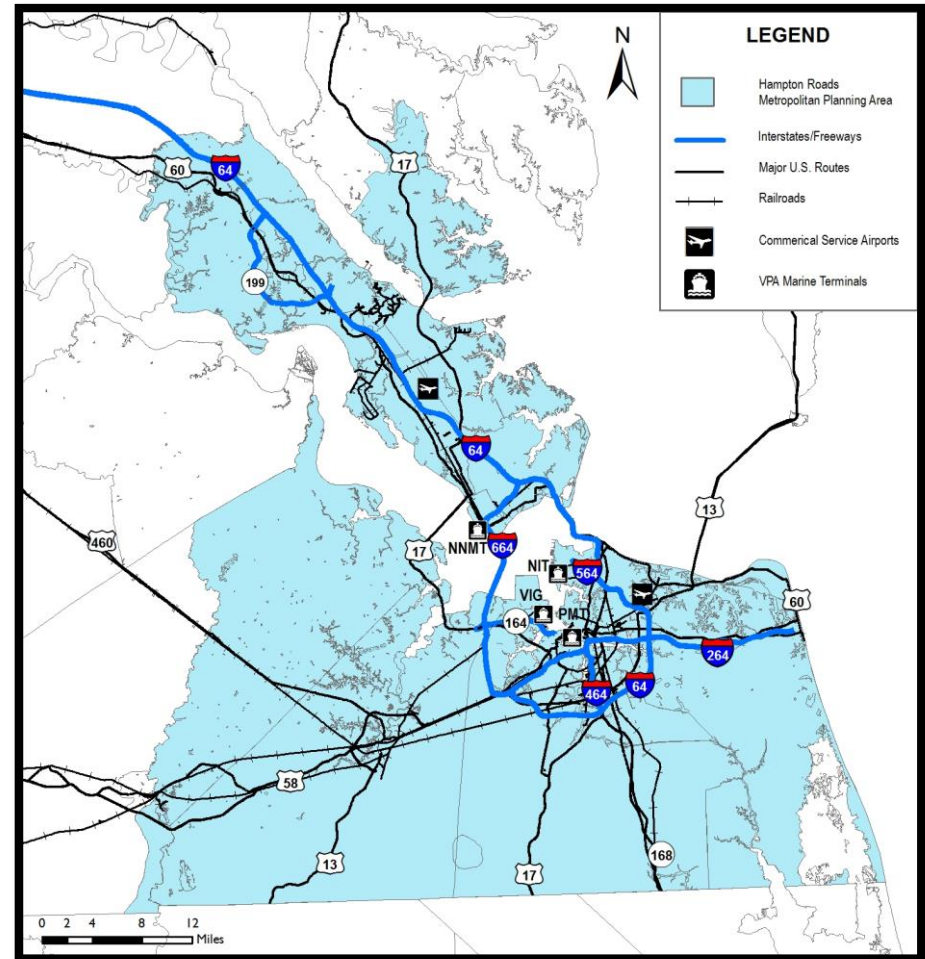 N
LEGEND
Hampton Roads
Metropolitan Planning Area
Interstates/Freeways
Major U.S. Routes
Railroads
Commerical Service Airports
VPA Marine Terminals
17
60
64
199
64
13
460
17
NNMT
664
NIT
564
VIG
PMT
60
164
264
464
64
58
13
17
168
0 2 4 8 12
Miles